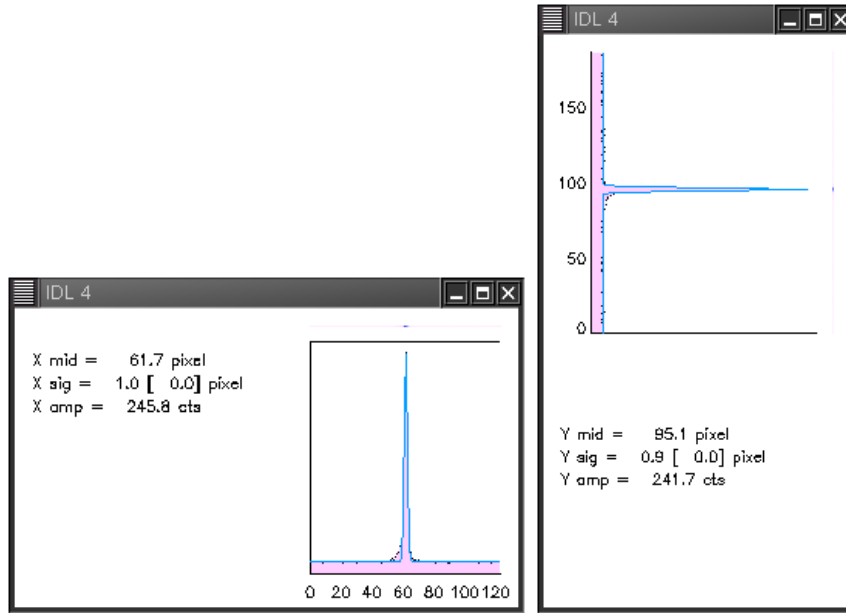 IDL 4
X mid = 61.7 pixel
X sig = 1.0 [ 0.0] pixel
X amp = 245.8 cts
0 20 40 60 80 100 120
IDL 4
150
100
50
0
Y mid = 95.1 pixel
Y sig = 0.9 [ 0.0] pixel
Y amp = 241.7 cts